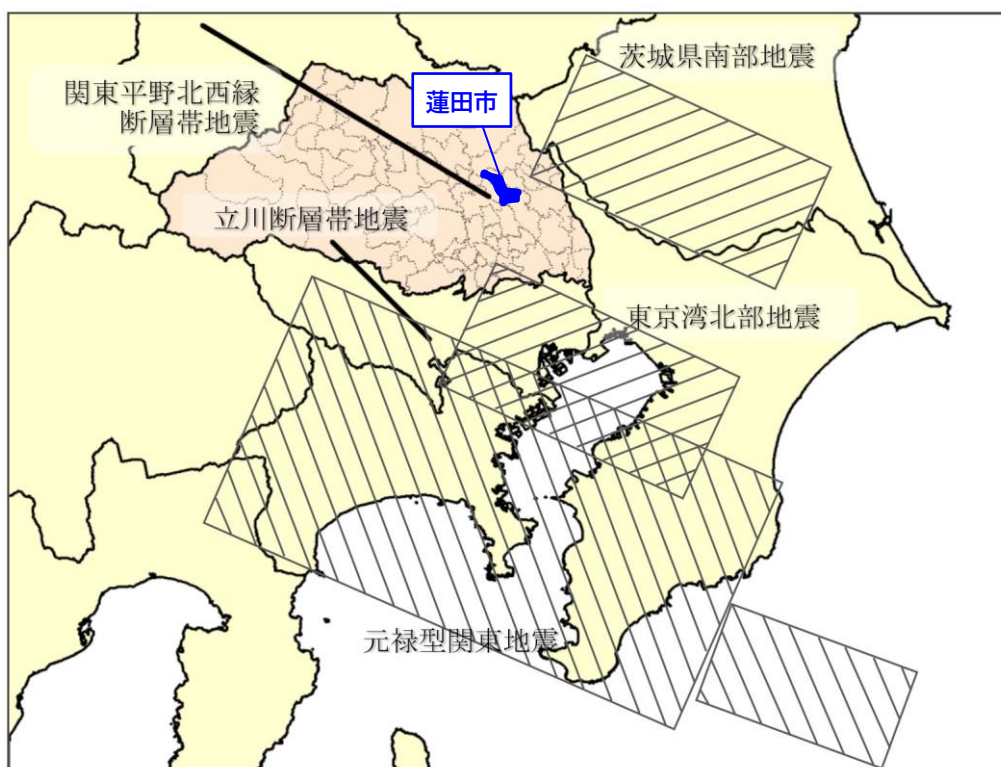 茨城県南部地震
関東平野北西縁
断層帯地震
蓮田市
立川断層帯地震
東京湾北部地震
元禄型関東地震